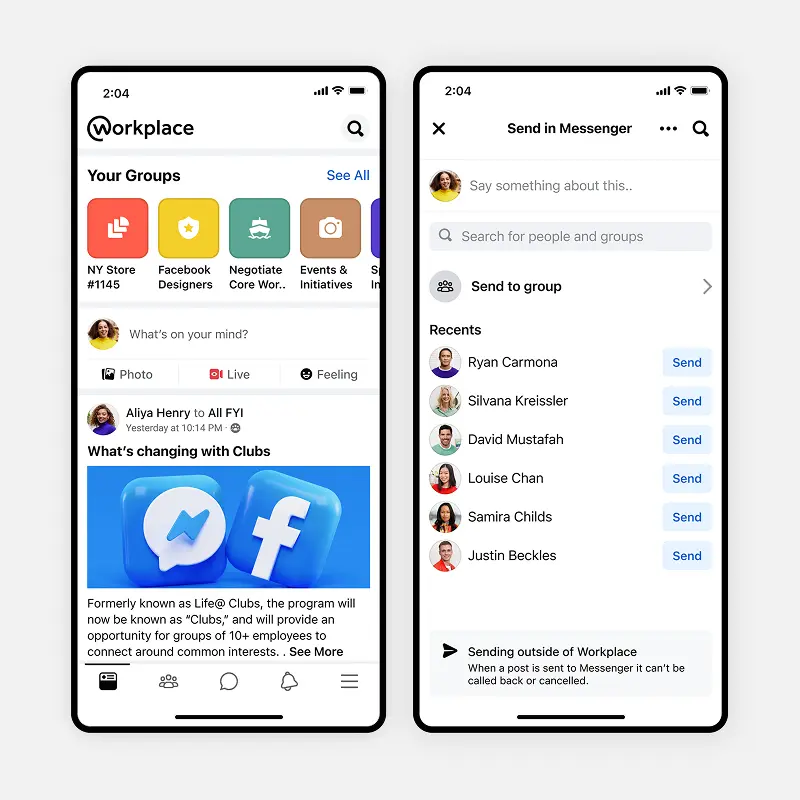 2:04
Workplace
Your Groups
See All
NY Store
#1145
Facebook
Designers
Negotiate
Core Wor..
Events &
Initiatives
Sp
In
What's on your mind?
Photo
Live
Feeling
Aliya Henry to All FYI
Yesterday at 10:14 PM ·
What's changing with Clubs
Formerly known as Life@ Clubs, the program will
now be known as “Clubs,” and will provide an
opportunity for groups of 10+ employees to
connect around common interests. . See More
2:04
Send in Messenger
Say something about this..
Search for people and groups
Send to group
Recents
Ryan Carmona Send
Silvana Kreissler Send
David Mustafah Send
Louise Chan Send
Samira Childs Send
Justin Beckles Send
Sending outside of Workplace
When a post is sent to Messenger it can't be
called back or cancelled.